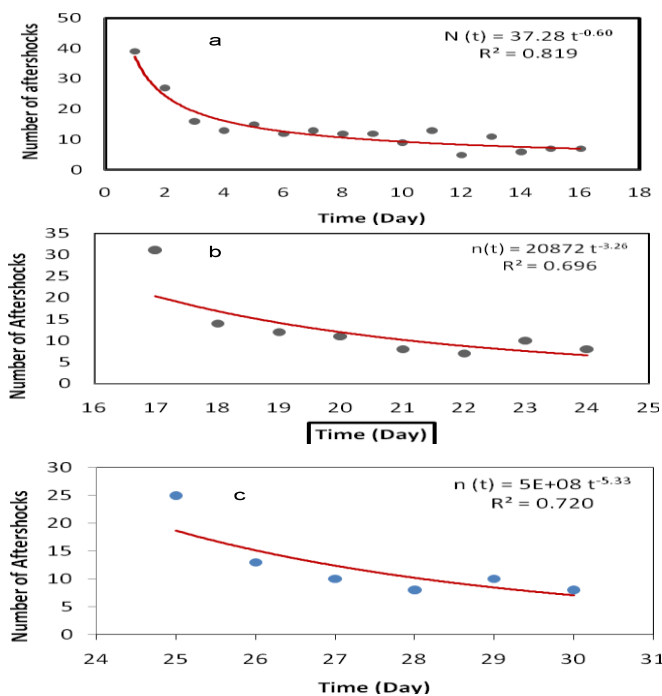 a
N (t) = 37.28 t^-0.60
R² = 0.819
Number of aftershocks
50
40
30
20
10
0
0 2 4 6 8 10 12 14 16 18
Time (Day)
b
n(t) = 20872 t^-3.26
R² = 0.696
Number of Aftershocks
35
30
25
20
15
10
5
0
16 17 18 19 20 21 22 23 24 25
Time (Day)
c
n (t) = 5E+08 t^-5.33
R² = 0.720
Number of Aftershocks
30
25
20
15
10
5
0
24 25 26 27 28 29 30 31
Time (Day)